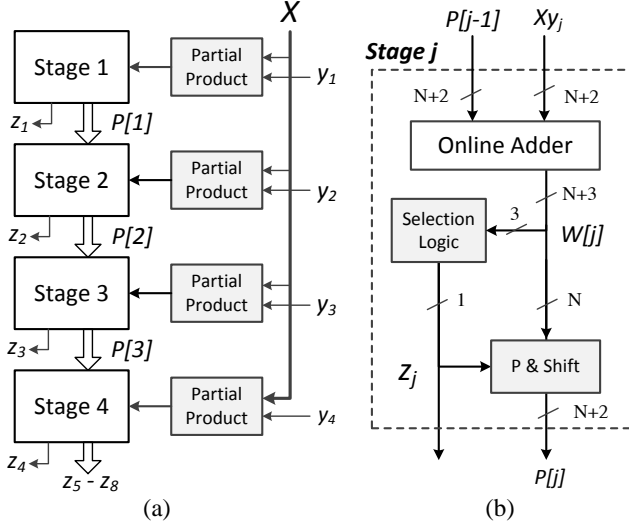 X
Stage 1
Partial Product
y1
z1
P[1]
Stage 2
Partial Product
y2
z2
P[2]
Stage 3
Partial Product
y3
z3
P[3]
Stage 4
Partial Product
y4
z4
z5 - z8
(a)
P[j-1]
Xyj
Stage j
N+2
N+2
Online Adder
N+3
Selection Logic
3
W[j]
1
N
Zj
P & Shift
N+2
P[j]
(b)